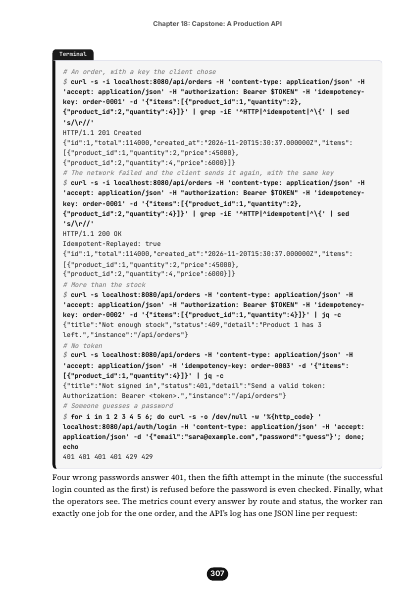 Chapter 18: Capstone: A Production API
Terminal
# An order, with a key the client chose
$ curl -s -i localhost:8080/api/orders -H 'content-type: application/json' -H
'accept: application/json' -H "authorization: Bearer $TOKEN" -H 'idempotency-
key: order-0001' -d '{"items":[{"product_id":1,"quantity":2},
{"product_id":2,"quantity":4}]}' | grep -iE '^HTTP|^idempotent|^\{' | sed
's/\r//'
HTTP/1.1 201 Created
{"id":1,"total":114000,"created_at":"2026-11-20T15:30:37.000000Z","items":
[{"product_id":1,"quantity":2,"price":45000},
{"product_id":2,"quantity":4,"price":6000}]}
# The network failed and the client sends it again, with the same key
$ curl -s -i localhost:8080/api/orders -H 'content-type: application/json' -H
'accept: application/json' -H "authorization: Bearer $TOKEN" -H 'idempotency-
key: order-0001' -d '{"items":[{"product_id":1,"quantity":2},
{"product_id":2,"quantity":4}]}' | grep -iE '^HTTP|^idempotent|^\{' | sed
's/\r//'
HTTP/1.1 200 OK
Idempotent-Replayed: true
{"id":1,"total":114000,"created_at":"2026-11-20T15:30:37.000000Z","items":
[{"product_id":1,"quantity":2,"price":45000},
{"product_id":2,"quantity":4,"price":6000}]}
# More than the stock
$ curl -s localhost:8080/api/orders -H 'content-type: application/json' -H
'accept: application/json' -H "authorization: Bearer $TOKEN" -H 'idempotency-
key: order-0002' -d '{"items":[{"product_id":1,"quantity":4}]}' | jq -c
{"title":"Not enough stock","status":409,"detail":"Product 1 has 3
left.","instance":"/api/orders"}
# No token
$ curl -s localhost:8080/api/orders -H 'content-type: application/json' -H
'accept: application/json' -H 'idempotency-key: order-0003' -d '{"items":
[{"product_id":1,"quantity":4}]}' | jq -c
{"title":"Not signed in","status":401,"detail":"Send a valid token:
Authorization: Bearer <token>.","instance":"/api/orders"}
# Someone guesses a password
$ for i in 1 2 3 4 5 6; do curl -s -o /dev/null -w '%{http_code} '
localhost:8080/api/auth/login -H 'content-type: application/json' -H 'accept:
application/json' -d '{"email":"sara@example.com","password":"guess"}'; done;
echo
401 401 401 401 429 429
Four wrong passwords answer 401, then the fifth attempt in the minute (the successful
login counted as the first) is refused before the password is even checked. Finally, what
the operators see. The metrics count every answer by route and status, the worker ran
exactly one job for the one order, and the API's log has one JSON line per request:
307